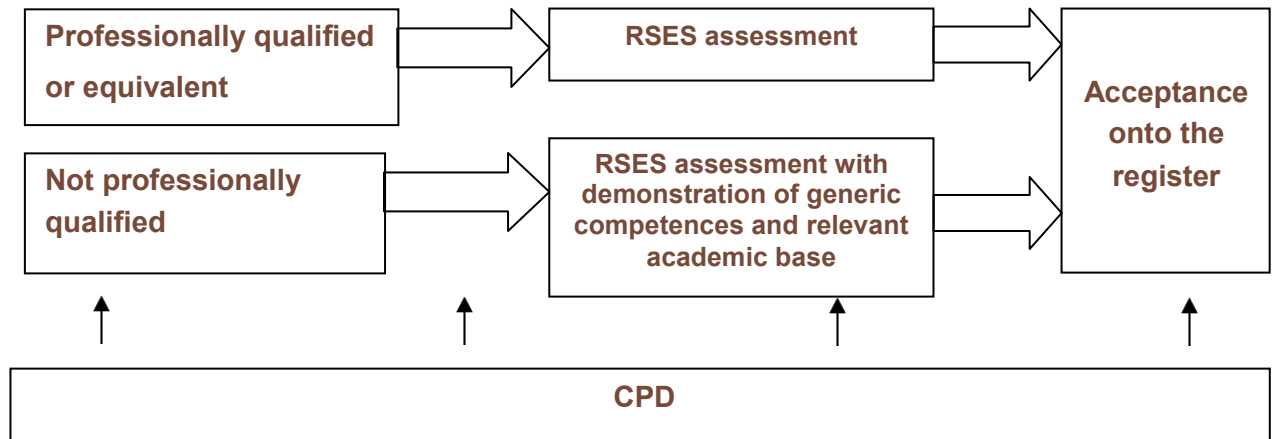 Professionally qualified
or equivalent
RSES assessment
Acceptance
onto the
register
Not professionally
qualified
RSES assessment with
demonstration of generic
competences and relevant
academic base
CPD